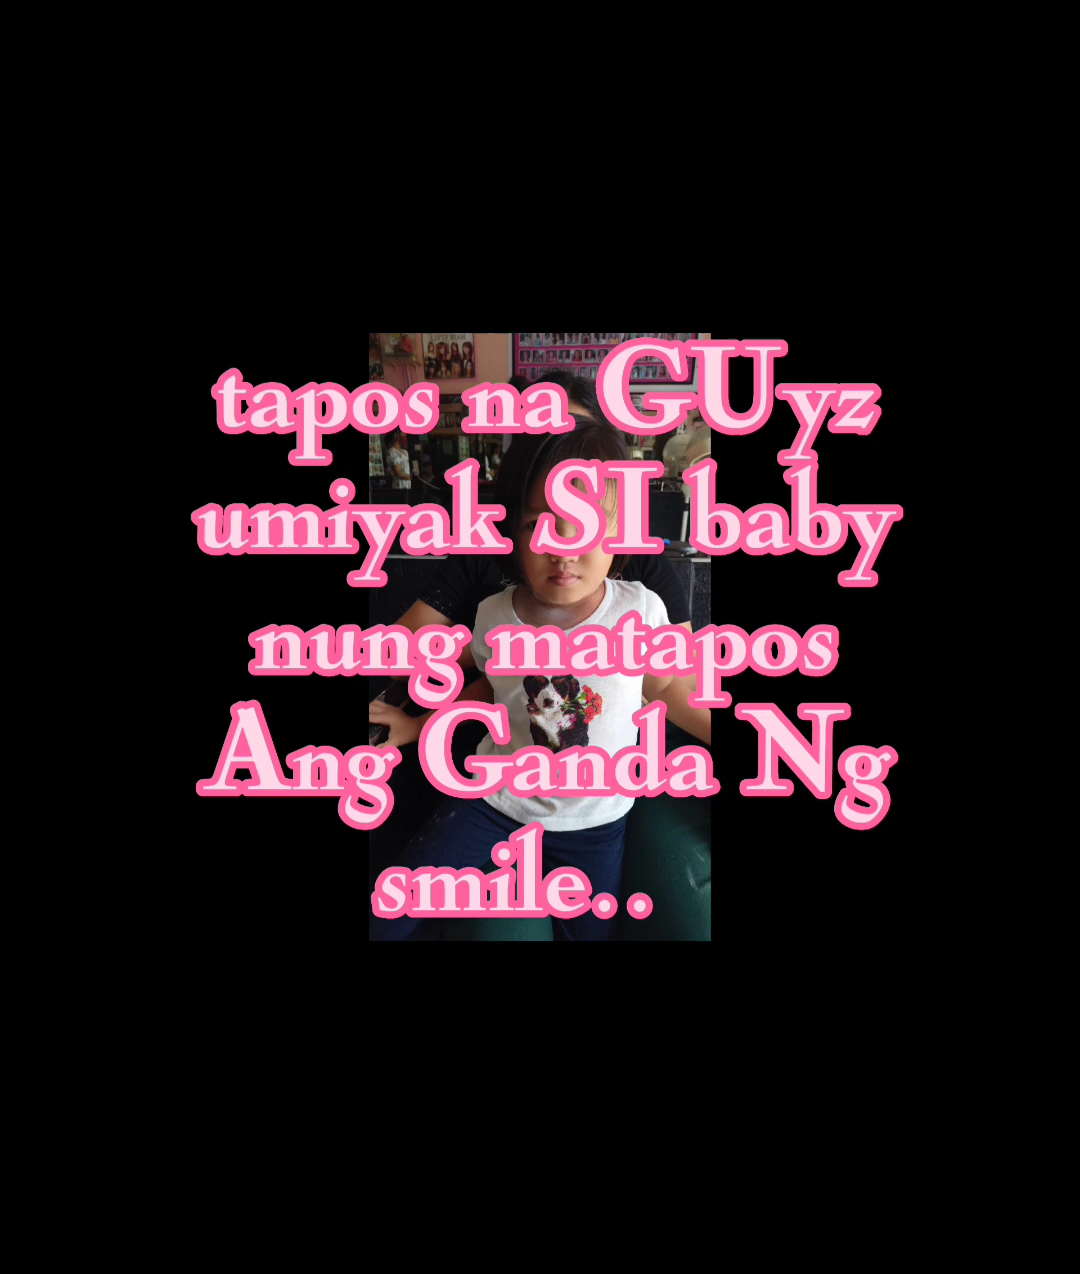 tapos na GUyz
umiyak SI baby
nung matapos
Ang Ganda Ng
smile..